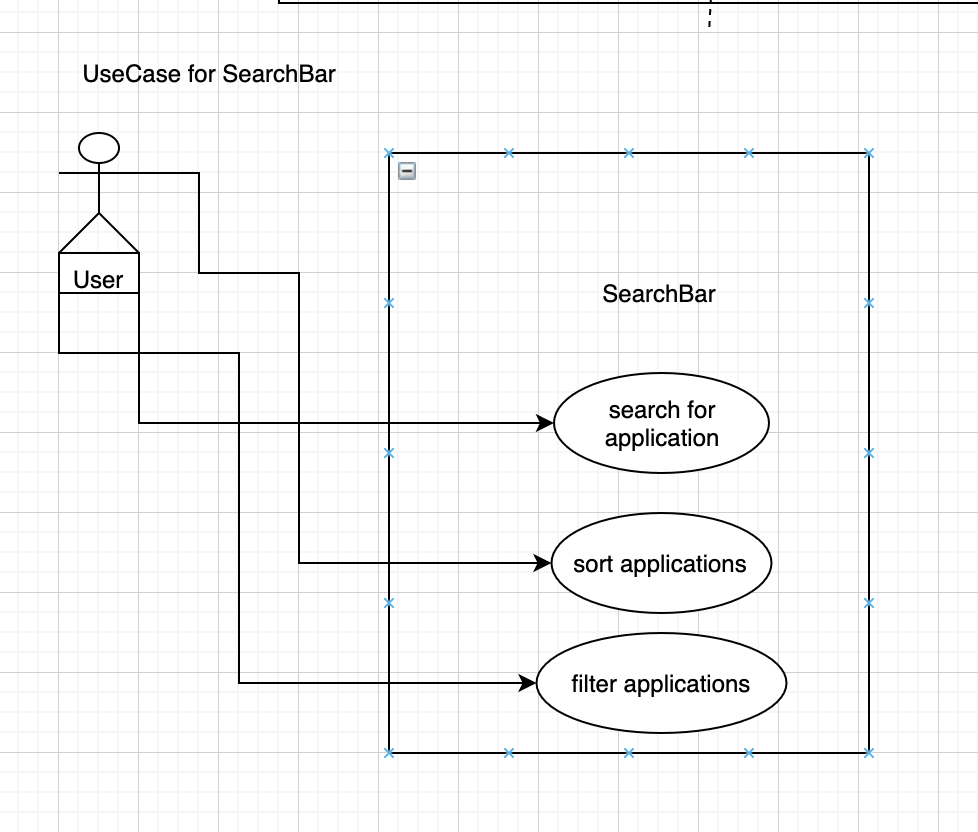 UseCase for SearchBar
User
SearchBar
search for
application
sort applications
filter applications